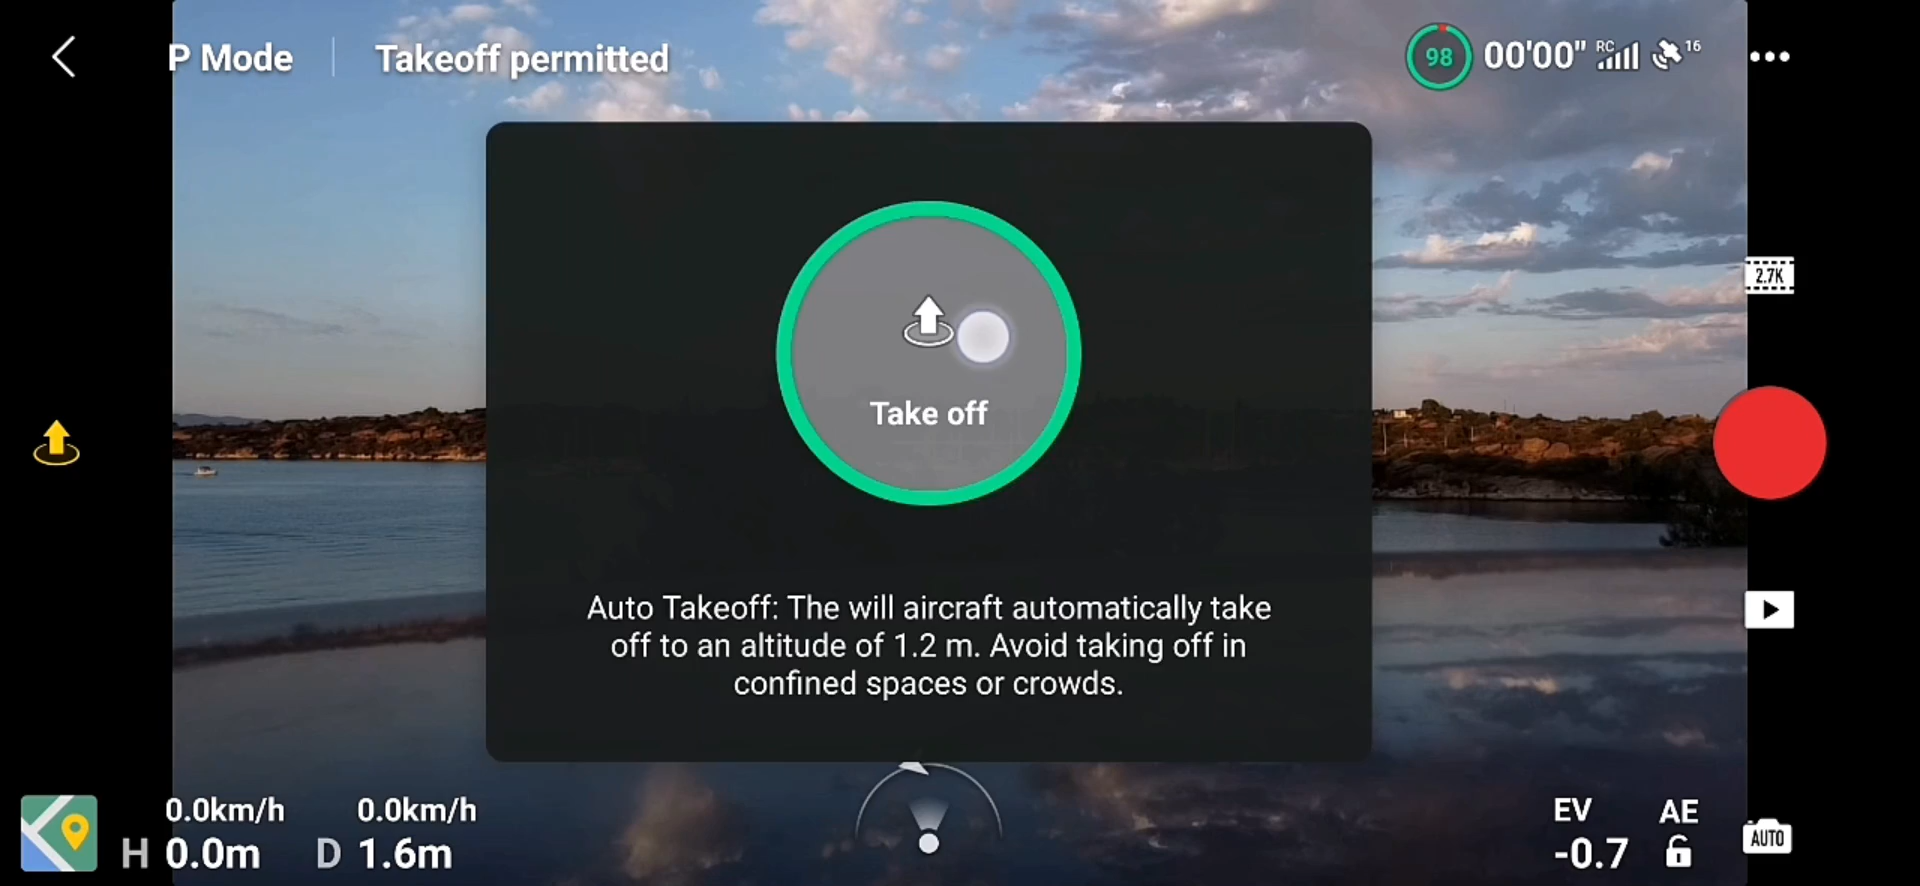 P Mode
Takeoff permitted
98
00'00"
RC
16
2.7K
Take off
Auto Takeoff: The will aircraft automatically take
off to an altitude of 1.2 m. Avoid taking off in
confined spaces or crowds.
0.0km/h 0.0km/h
H 0.0m D 1.6m
EV AE
-0.7
AUTO